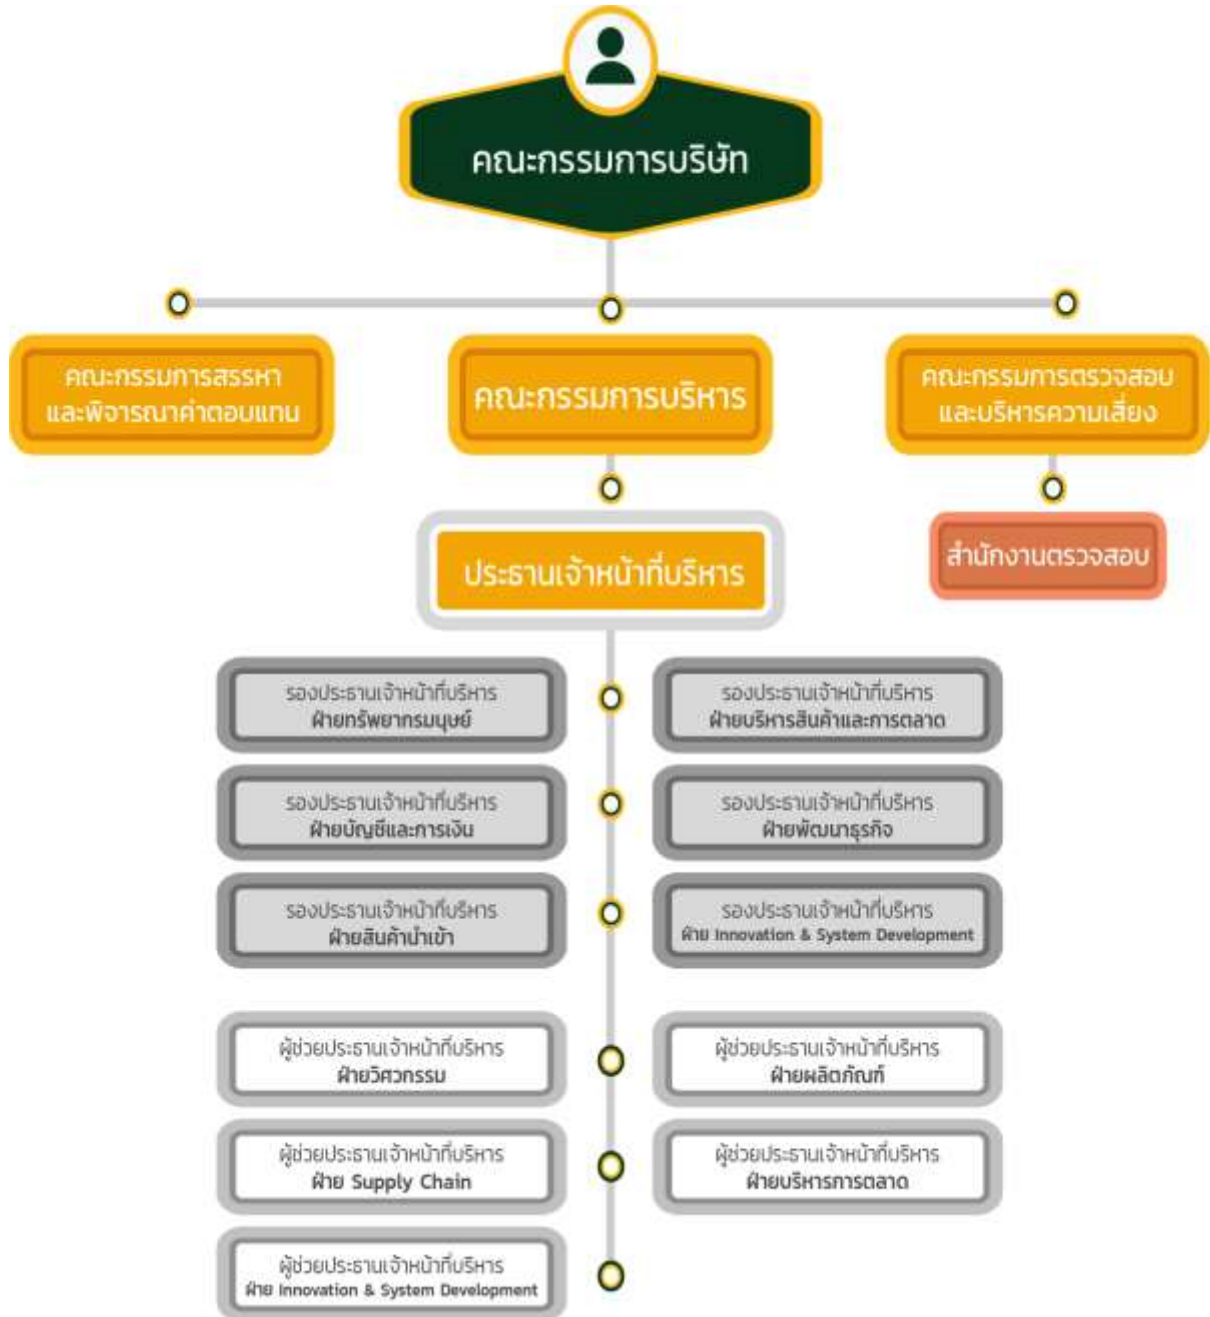 คณะกรรมการบริษัท
คณะกรรมการสรรหา
และพิจารณาค่าตอบแทน
คณะกรรมการบริหาร
คณะกรรมการตรวจสอบ
และบริหารความเสี่ยง
สำนักงานตรวจสอบ
ประธานเจ้าหน้าที่บริหาร
รองประธานเจ้าหน้าที่บริหาร
ฝ่ายทรัพยากรมนุษย์
รองประธานเจ้าหน้าที่บริหาร
ฝ่ายบริหารสินค้าและการตลาด
รองประธานเจ้าหน้าที่บริหาร
ฝ่ายบัญชีและการเงิน
รองประธานเจ้าหน้าที่บริหาร
ฝ่ายพัฒนาธุรกิจ
รองประธานเจ้าหน้าที่บริหาร
ฝ่ายสินค้านำเข้า
รองประธานเจ้าหน้าที่บริหาร
ฝ่าย Innovation & System Development
ผู้ช่วยประธานเจ้าหน้าที่บริหาร
ฝ่ายวิศวกรรม
ผู้ช่วยประธานเจ้าหน้าที่บริหาร
ฝ่ายผลิตภัณฑ์
ผู้ช่วยประธานเจ้าหน้าที่บริหาร
ฝ่าย Supply Chain
ผู้ช่วยประธานเจ้าหน้าที่บริหาร
ฝ่ายบริหารการตลาด
ผู้ช่วยประธานเจ้าหน้าที่บริหาร
ฝ่าย Innovation & System Development